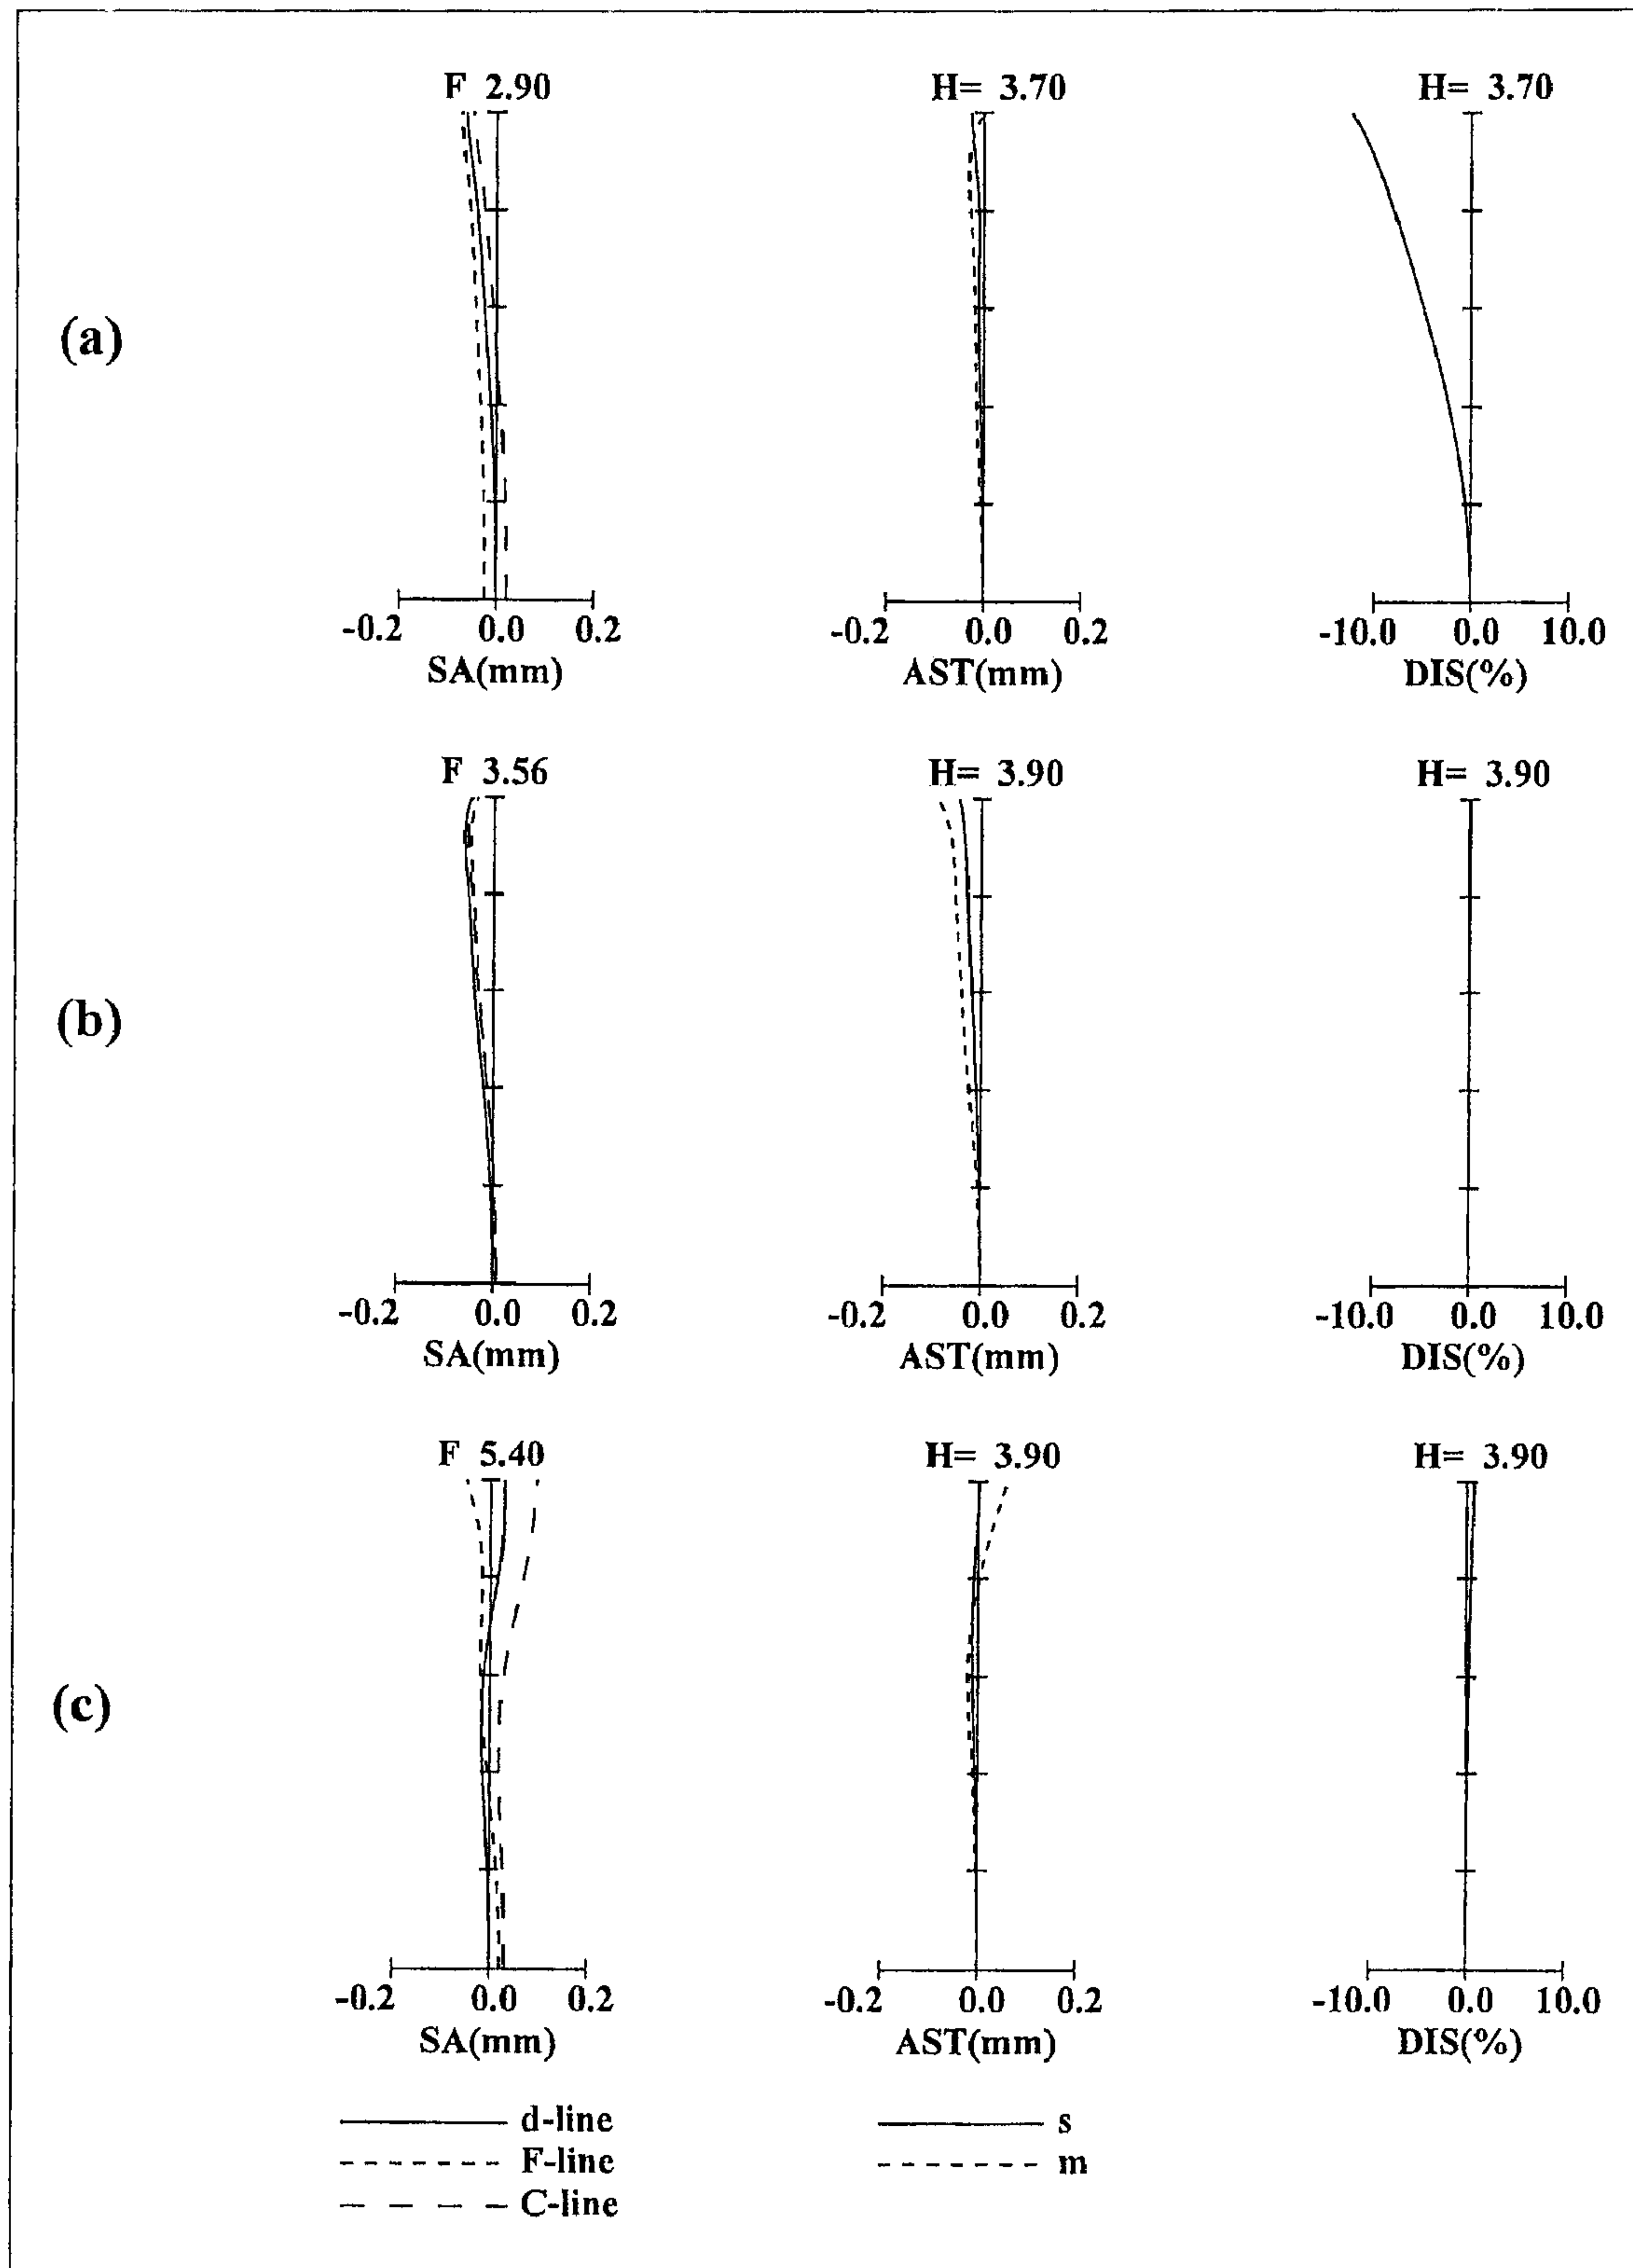 F 2.90 H= 3.70 H= 3.70
(a)
-0.2 0.0 0.2 -0.2 0.0 0.2 -10.0 0.0 10.0
SA(mm) AST(mm) DIS(%)
F 3.56 H= 3.90 H= 3.90
(b)
-0.2 0.0 0.2 -0.2 0.0 0.2 -10.0 0.0 10.0
SA(mm) AST(mm) DIS(%)
F 5.40 H= 3.90 H= 3.90
(c)
-0.2 0.0 0.2 -0.2 0.0 0.2 -10.0 0.0 10.0
SA(mm) AST(mm) DIS(%)
d-line s
F-line m
C-line